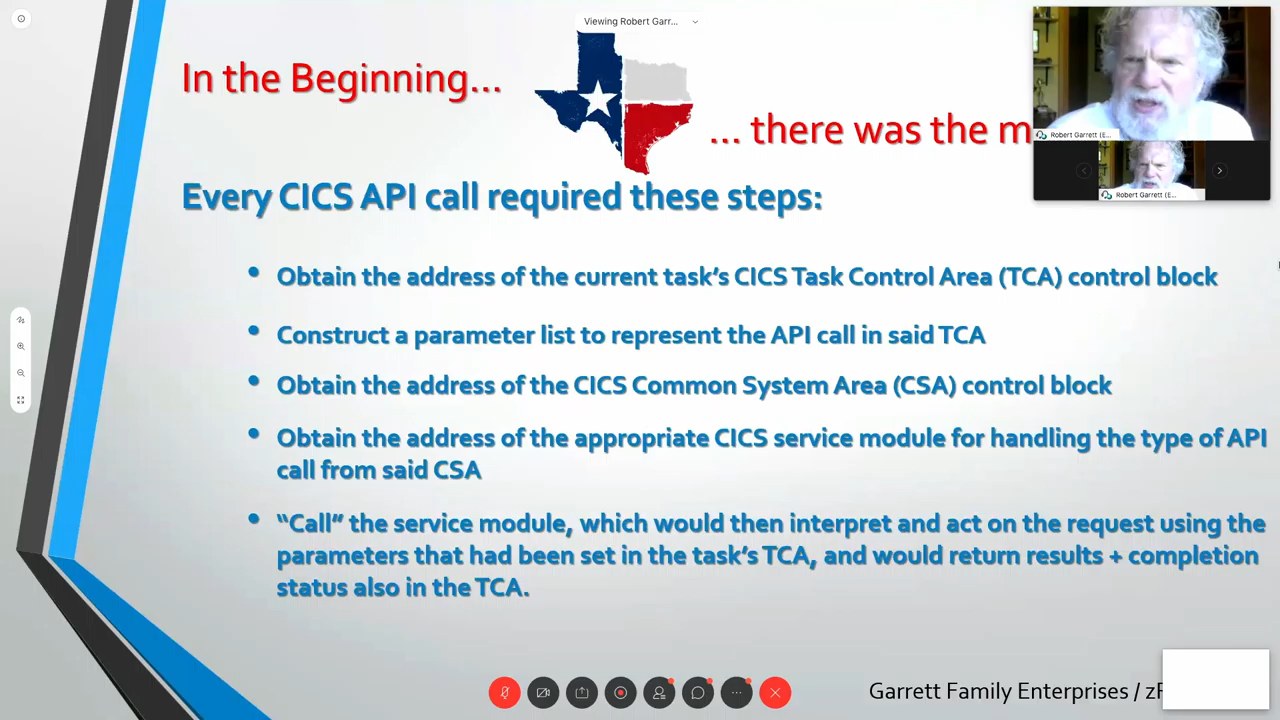 Viewing Robert Garr...
In the Beginning...
... there was the m
Robert Garrett (E...
Robert Garrett (E...
Every CICS API call required these steps:
• Obtain the address of the current task's CICS Task Control Area (TCA) control block
• Construct a parameter list to represent the API call in said TCA
• Obtain the address of the CICS Common System Area (CSA) control block
• Obtain the address of the appropriate CICS service module for handling the type of API
call from said CSA
• “Call” the service module, which would then interpret and act on the request using the
parameters that had been set in the task's TCA, and would return results + completion
status also in the TCA.
Garrett Family Enterprises /